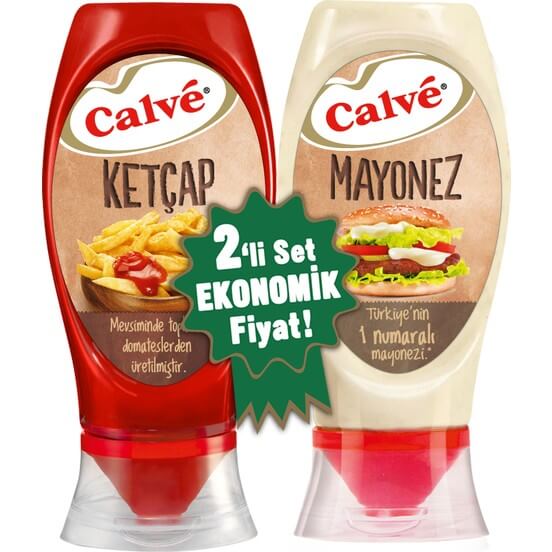 Calvé®
KETÇAP
Mevsiminde
domateslerden
üretilmiştir.
Calvé®
MAYONEZ
Türkiye'nin
1 numaralı
mayonezi.*
2'li Set
EKONOMİK
Fiyat!